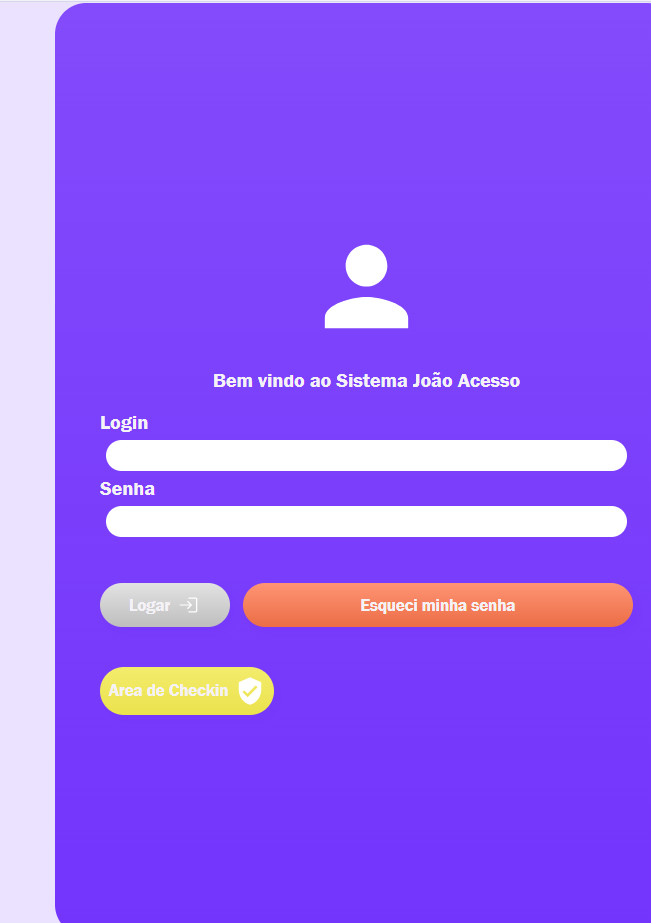 Bem vindo ao Sistema João Acesso
Login
Senha
Logar
Esqueci minha senha
Area de Checkin